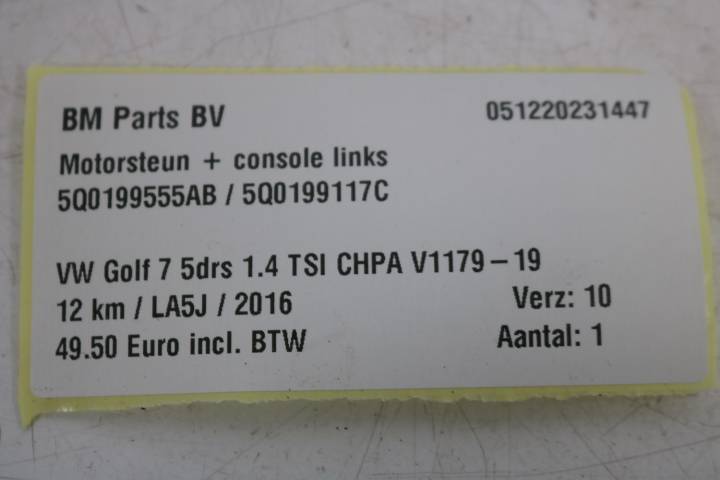 BM Parts BV 051220231447
Motorsteun + console links
5Q0199555AB / 5Q0199117C
VW Golf 7 5drs 1.4 TSI CHPA V1179-19
12 km / LA5J / 2016 Verz: 10
49.50 Euro incl. BTW Aantal: 1